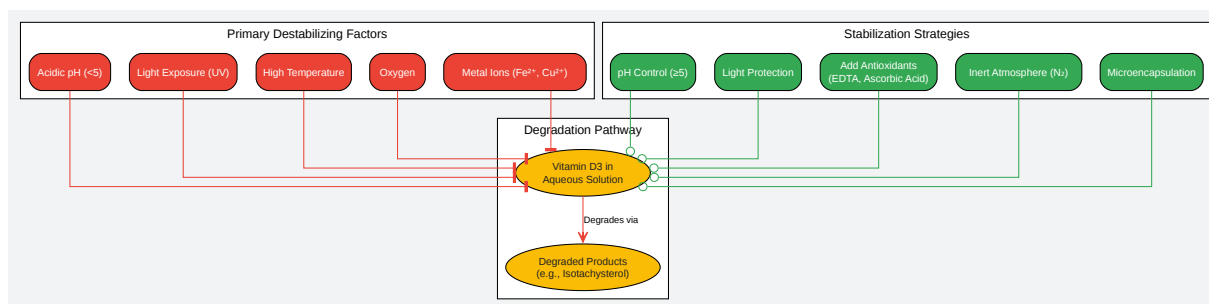 Primary Destabilizing Factors
Stabilization Strategies
Acidic pH (<5)
Light Exposure (UV)
High Temperature
Oxygen
Metal Ions (Fe²⁺, Cu²⁺)
pH Control (≥5)
Light Protection
Add Antioxidants
(EDTA, Ascorbic Acid)
Inert Atmosphere (N₂)
Microencapsulation
Degradation Pathway
Vitamin D3 in
Aqueous Solution
Degrades via
Degraded Products
(e.g., Isotachysterol)